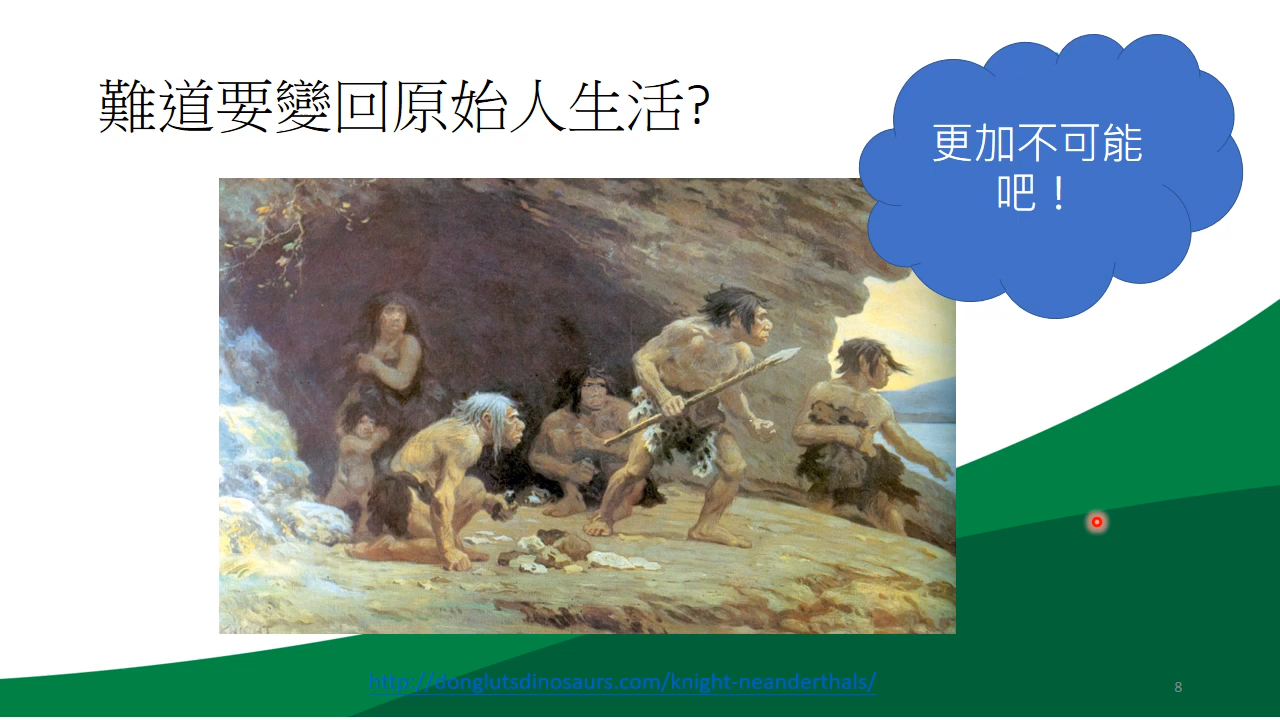 難道要變回原始人生活?
更加不可能
吧！
http://donglutsdinosaurs.com/knight-neanderthals/
8